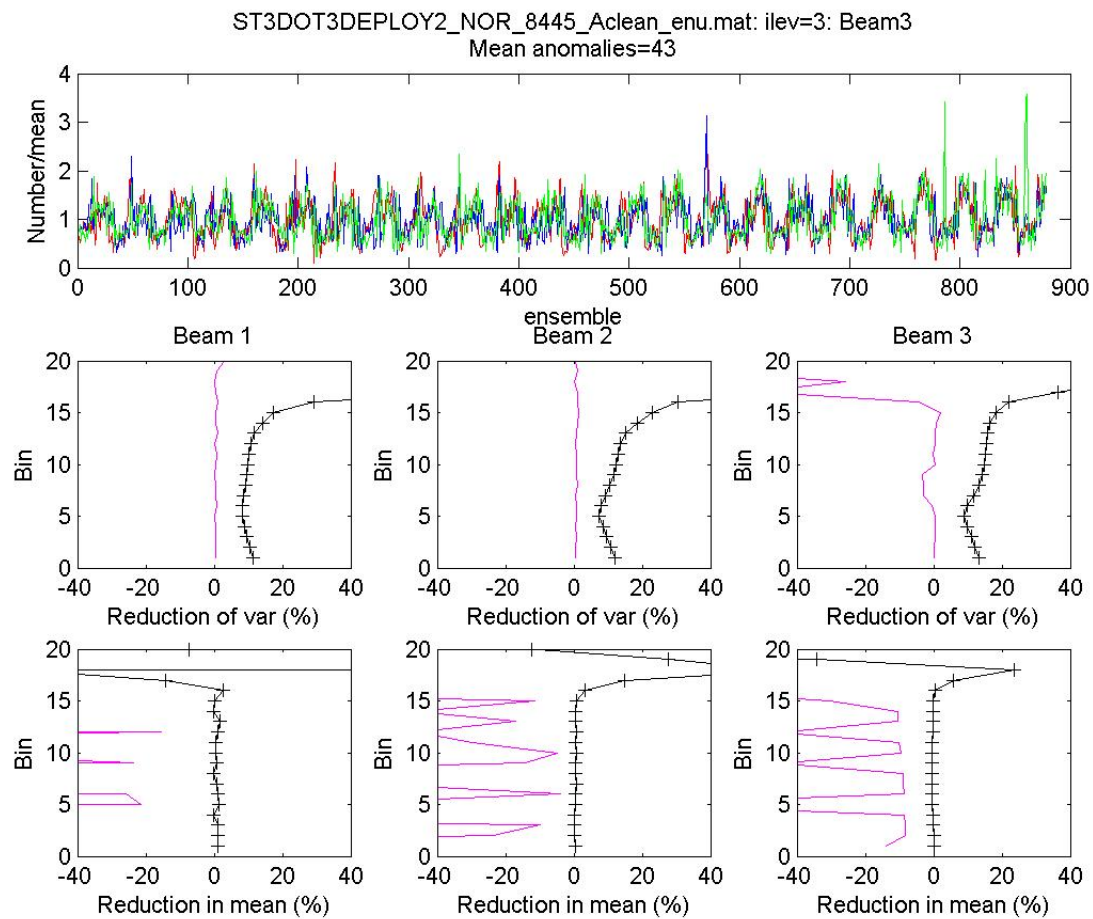 ST3DOT3DEPLOY2_NOR_8445_Aclean_enu.mat: ilev=3: Beam3
Mean anomalies=43
Number/mean
4
3
2
1
0
0 100 200 300 400 500 600 700 800 900
ensemble
Beam 1 Beam 2 Beam 3
Bin
20
15
10
5
0
-40 -20 0 20 40
Reduction of var (%)
Bin
20
15
10
5
0
-40 -20 0 20 40
Reduction of var (%)
Bin
20
15
10
5
0
-40 -20 0 20 40
Reduction of var (%)
Bin
20
15
10
5
0
-40 -20 0 20 40
Reduction in mean (%)
Bin
20
15
10
5
0
-40 -20 0 20 40
Reduction in mean (%)
Bin
20
15
10
5
0
-40 -20 0 20 40
Reduction in mean (%)